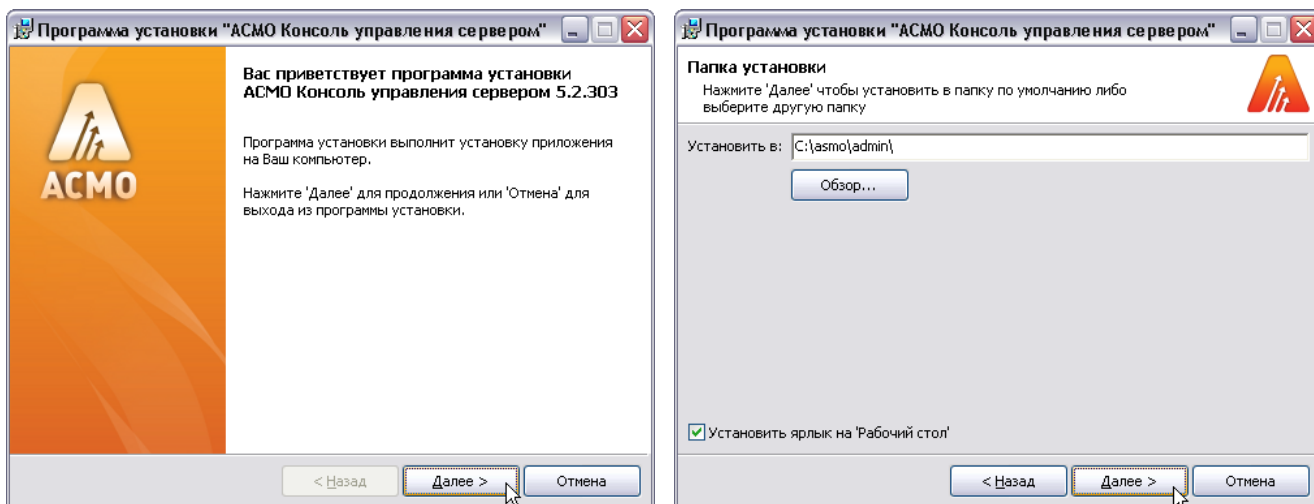 Программа установки "АСМО Консоль управления сервером"
АСМО
Вас приветствует программа установки
АСМО Консоль управления сервером 5.2.303
Программа установки выполнит установку приложения
на Ваш компьютер.
Нажмите 'Далее' для продолжения или 'Отмена' для
выхода из программы установки.
< Назад
Далее >
Отмена
Программа установки "АСМО Консоль управления сервером"
Папка установки
Нажмите 'Далее' чтобы установить в папку по умолчанию либо
выберите другую папку
Установить в: C:\asmo\admin\
Обзор...
Установить ярлык на 'Рабочий стол'
< Назад
Далее >
Отмена